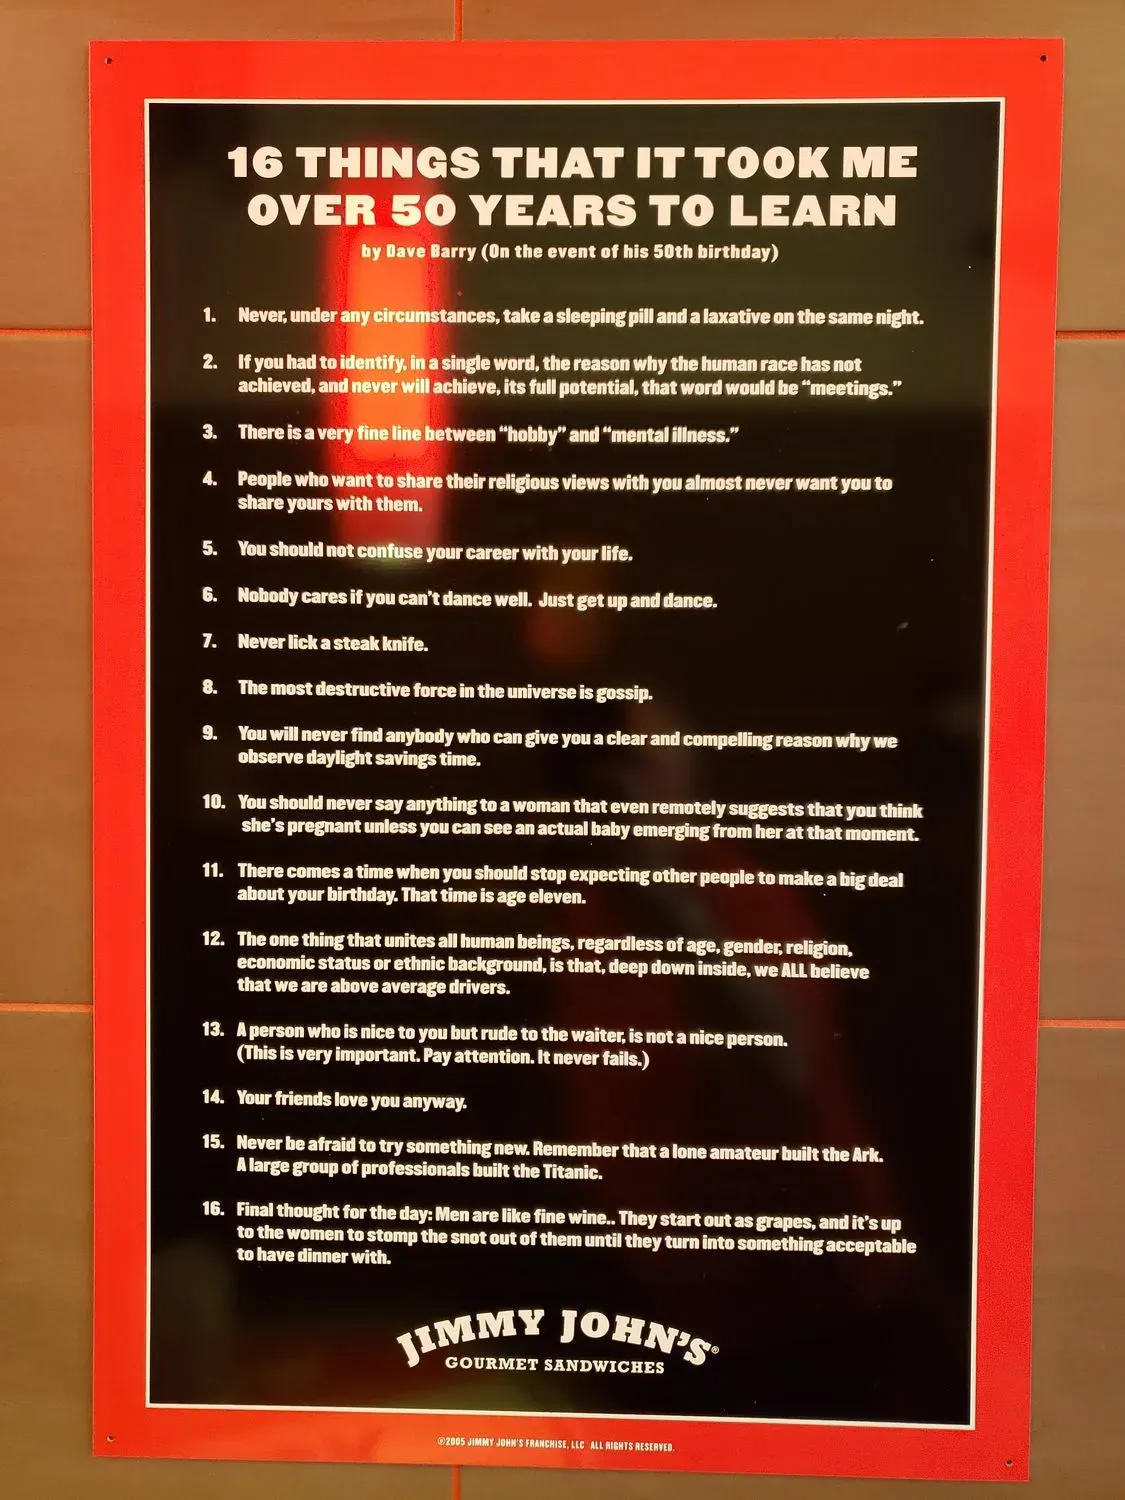 16 THINGS THAT IT TOOK ME
OVER 50 YEARS TO LEARN
by Dave Barry (On the event of his 50th birthday)
1. Never, under any circumstances, take a sleeping pill and a laxative on the same night.
2. If you had to identify, in a single word, the reason why the human race has not
achieved, and never will achieve, its full potential, that word would be “meetings.”
3. There is a very fine line between “hobby” and “mental illness.”
4. People who want to share their religious views with you almost never want you to
share yours with them.
5. You should not confuse your career with your life.
6. Nobody cares if you can’t dance well. Just get up and dance.
7. Never lick a steak knife.
8. The most destructive force in the universe is gossip.
9. You will never find anybody who can give you a clear and compelling reason why we
observe daylight savings time.
10. You should never say anything to a woman that even remotely suggests that you think
she’s pregnant unless you can see an actual baby emerging from her at that moment.
11. There comes a time when you should stop expecting other people to make a big deal
about your birthday. That time is age eleven.
12. The one thing that unites all human beings, regardless of age, gender, religion,
economic status or ethnic background, is that, deep down inside, we ALL believe
that we are above average drivers.
13. A person who is nice to you but rude to the waiter, is not a nice person.
(This is very important. Pay attention. It never fails.)
14. Your friends love you anyway.
15. Never be afraid to try something new. Remember that a lone amateur built the Ark.
A large group of professionals built the Titanic.
16. Final thought for the day: Men are like fine wine.. They start out as grapes, and it’s up
to the women to stomp the snot out of them until they turn into something acceptable
to have dinner with.
JIMMY JOHN’S®
GOURMET SANDWICHES
©2005 JIMMY JOHN’S FRANCHISE, LLC ALL RIGHTS RESERVED.